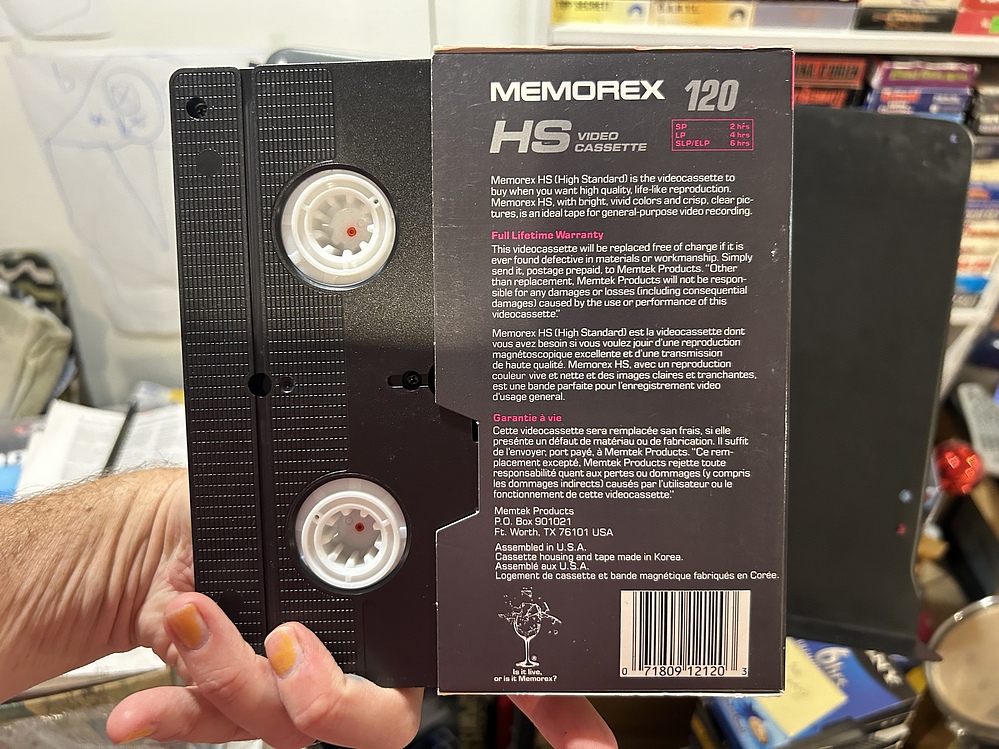 MEMOREX 120
HS VIDEO
CASSETTE
SP 2 hrs
LP 4 hrs
SLP/ELP 6 hrs
Memorex HS (High Standard) is the videocassette to
buy when you want high quality, life-like reproduction.
Memorex HS, with bright, vivid colors and crisp, clear pic-
tures, is an ideal tape for general-purpose video recording.
Full Lifetime Warranty
This videocassette will be replaced free of charge if it is
ever found defective in materials or workmanship. Simply
send it, postage prepaid, to Memtek Products. "Other
than replacement, Memtek Products will not be respon-
sible for any damages or losses (including consequential
damages) caused by the use or performance of this
videocassette."
Memorex HS (High Standard) est la videocassette dont
vous avez besoin si vous voulez jouir d'une reproduction
magnétoscopique excellente et d'une transmission
de haute qualité. Memorex HS, avec un reproduction
couleur vive et nette et des images claires et tranchantes,
est une bande parfaite pour l'enregistrement video
d'usage general.
Garantie à vie
Cette videocassette sera remplacée san frais, si elle
présente un défaut de matériau ou de fabrication. Il suffit
de l'envoyer, port payé, à Memtek Products. "Ce rem-
placement excepté, Memtek Products rejette toute
responsabilité quant aux pertes ou dommages (y compris
les dommages indirects) causés par l'utilisateur ou le
fonctionnement de cette videocassette."
Memtek Products
P.O. Box 901021
Ft. Worth, TX 76101 USA
Assembled in U.S.A.
Cassette housing and tape made in Korea.
Assemblé aux U.S.A.
Logement de cassette et bande magnétique fabriqués en Corée.
®
Is it live,
or is it Memorex?
0 71809 12120 3